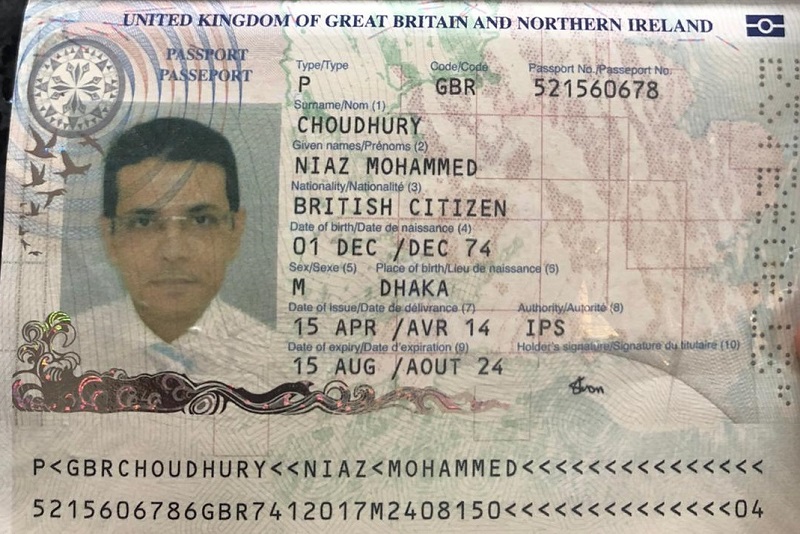 UNITED KINGDOM OF GREAT BRITAIN AND NORTHERN IRELAND
PASSPORT
PASSEPORT
Type/Type Code/Code Passport No./Passeport No.
P GBR 521560678
Surname/Nom (1)
CHOUDHURY
Given names/Prénoms (2)
NIAZ MOHAMMED
Nationality/Nationalité (3)
BRITISH CITIZEN
Date of birth/Date de naissance (4)
01 DEC /DEC 74
Sex/Sexe (5) Place of birth/Lieu de naissance (6)
M DHAKA
Date of issue/Date de délivrance (7) Authority/Autorité (8)
15 APR /AVR 14 IPS
Date of expiry/Date d'expiration (9) Holder's signature/Signature du titulaire (10)
15 AUG /AOUT 24
P<GBRCHOUDHURY<<NIAZ<MOHAMMED<<<<<<<<<<<<<<<
5215606786GBR7412017M2408150<<<<<<<<<<<<<<04